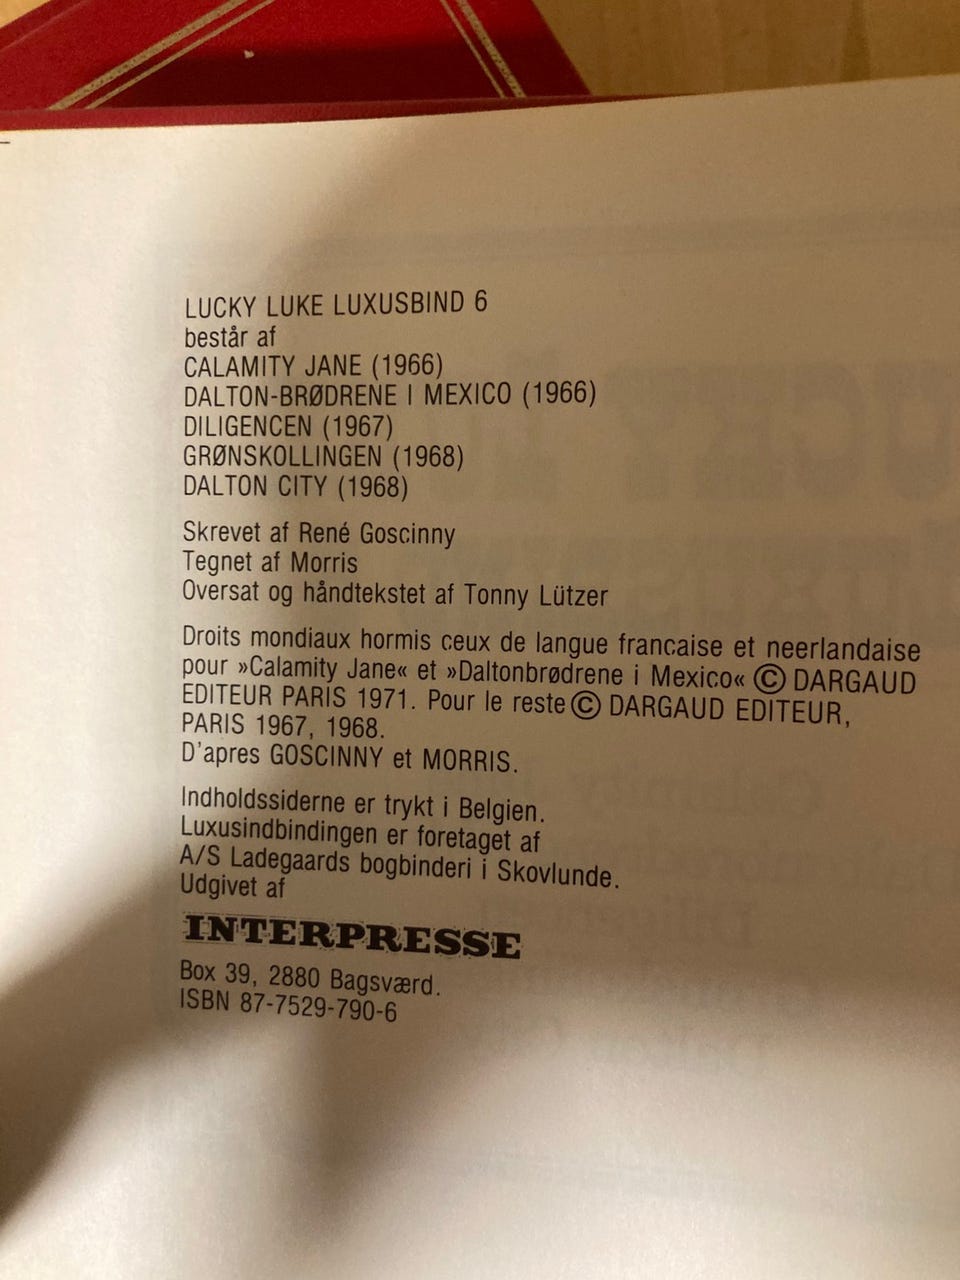 LUCKY LUKE LUXUSBIND 6
består af
CALAMITY JANE (1966)
DALTON-BRØDRENE I MEXICO (1966)
DILIGENCEN (1967)
GRØNSKOLLINGEN (1968)
DALTON CITY (1968)
Skrevet af René Goscinny
Tegnet af Morris
Oversat og håndtekstet af Tonny Lützer
Droits mondiaux hormis ceux de langue francaise et neerlandaise
pour »Calamity Jane« et »Daltonbrødrene i Mexico« © DARGAUD
EDITEUR PARIS 1971. Pour le reste © DARGAUD EDITEUR,
PARIS 1967, 1968.
D'apres GOSCINNY et MORRIS.
Indholdssiderne er trykt i Belgien.
Luxusindbindingen er foretaget af
A/S Ladegaards bogbinderi i Skovlunde.
Udgivet af
INTERPRESSE
Box 39, 2880 Bagsværd.
ISBN 87-7529-790-6